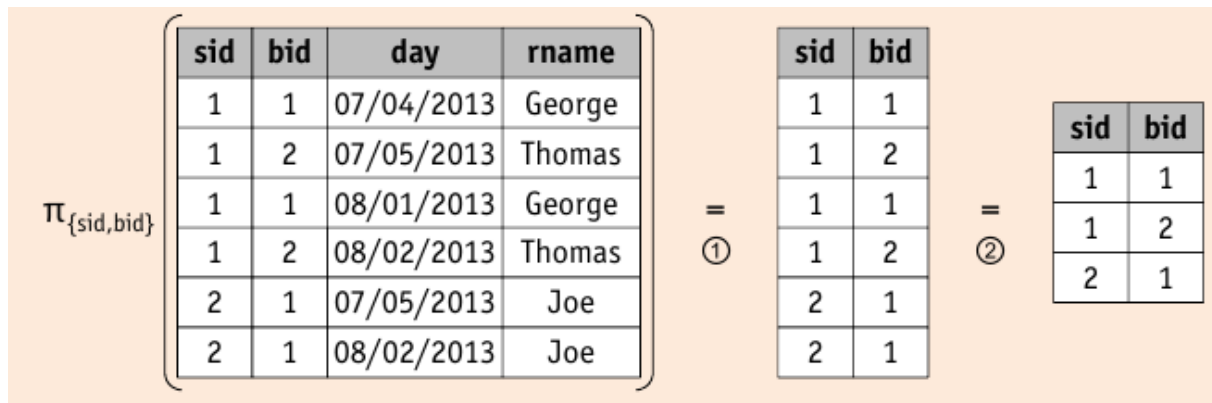 π{sid,bid}
sid bid day rname
1 1 07/04/2013 George
1 2 07/05/2013 Thomas
1 1 08/01/2013 George
1 2 08/02/2013 Thomas
2 1 07/05/2013 Joe
2 1 08/02/2013 Joe
=
①
sid bid
1 1
1 2
1 1
1 2
2 1
2 1
=
②
sid bid
1 1
1 2
2 1